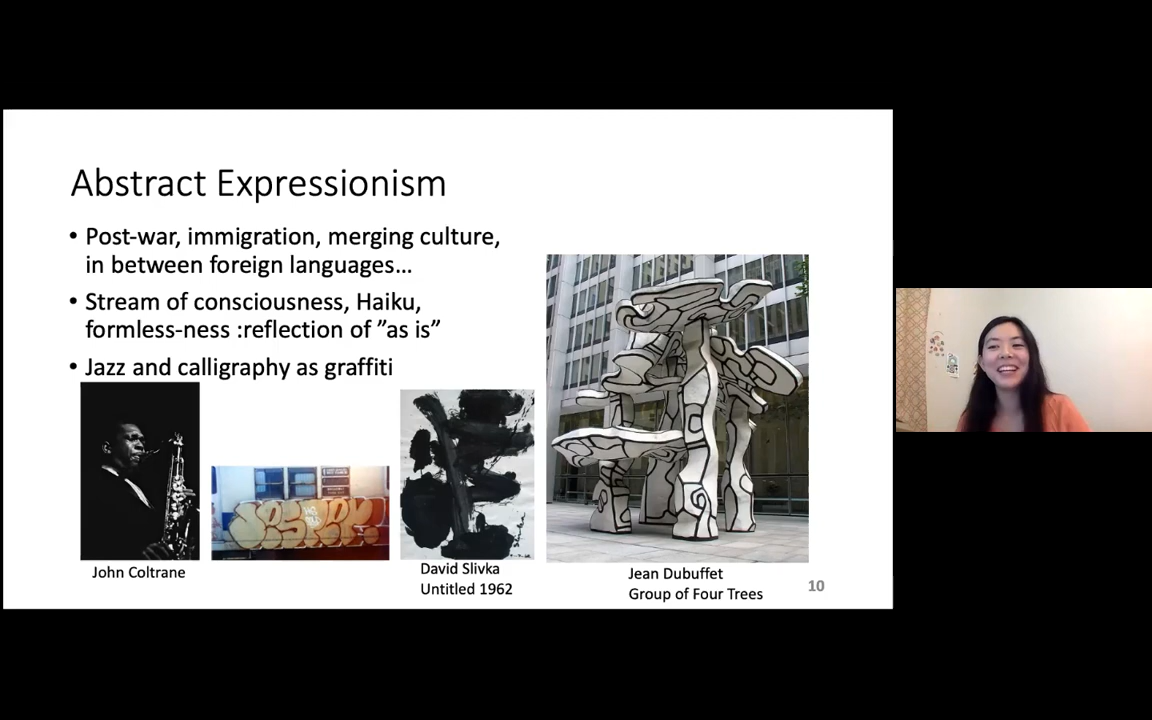 Abstract Expressionism
• Post-war, immigration, merging culture,
in between foreign languages…
• Stream of consciousness, Haiku,
formless-ness :reflection of ”as is”
• Jazz and calligraphy as graffiti
John Coltrane
David Slivka
Untitled 1962
Jean Dubuffet
Group of Four Trees
10